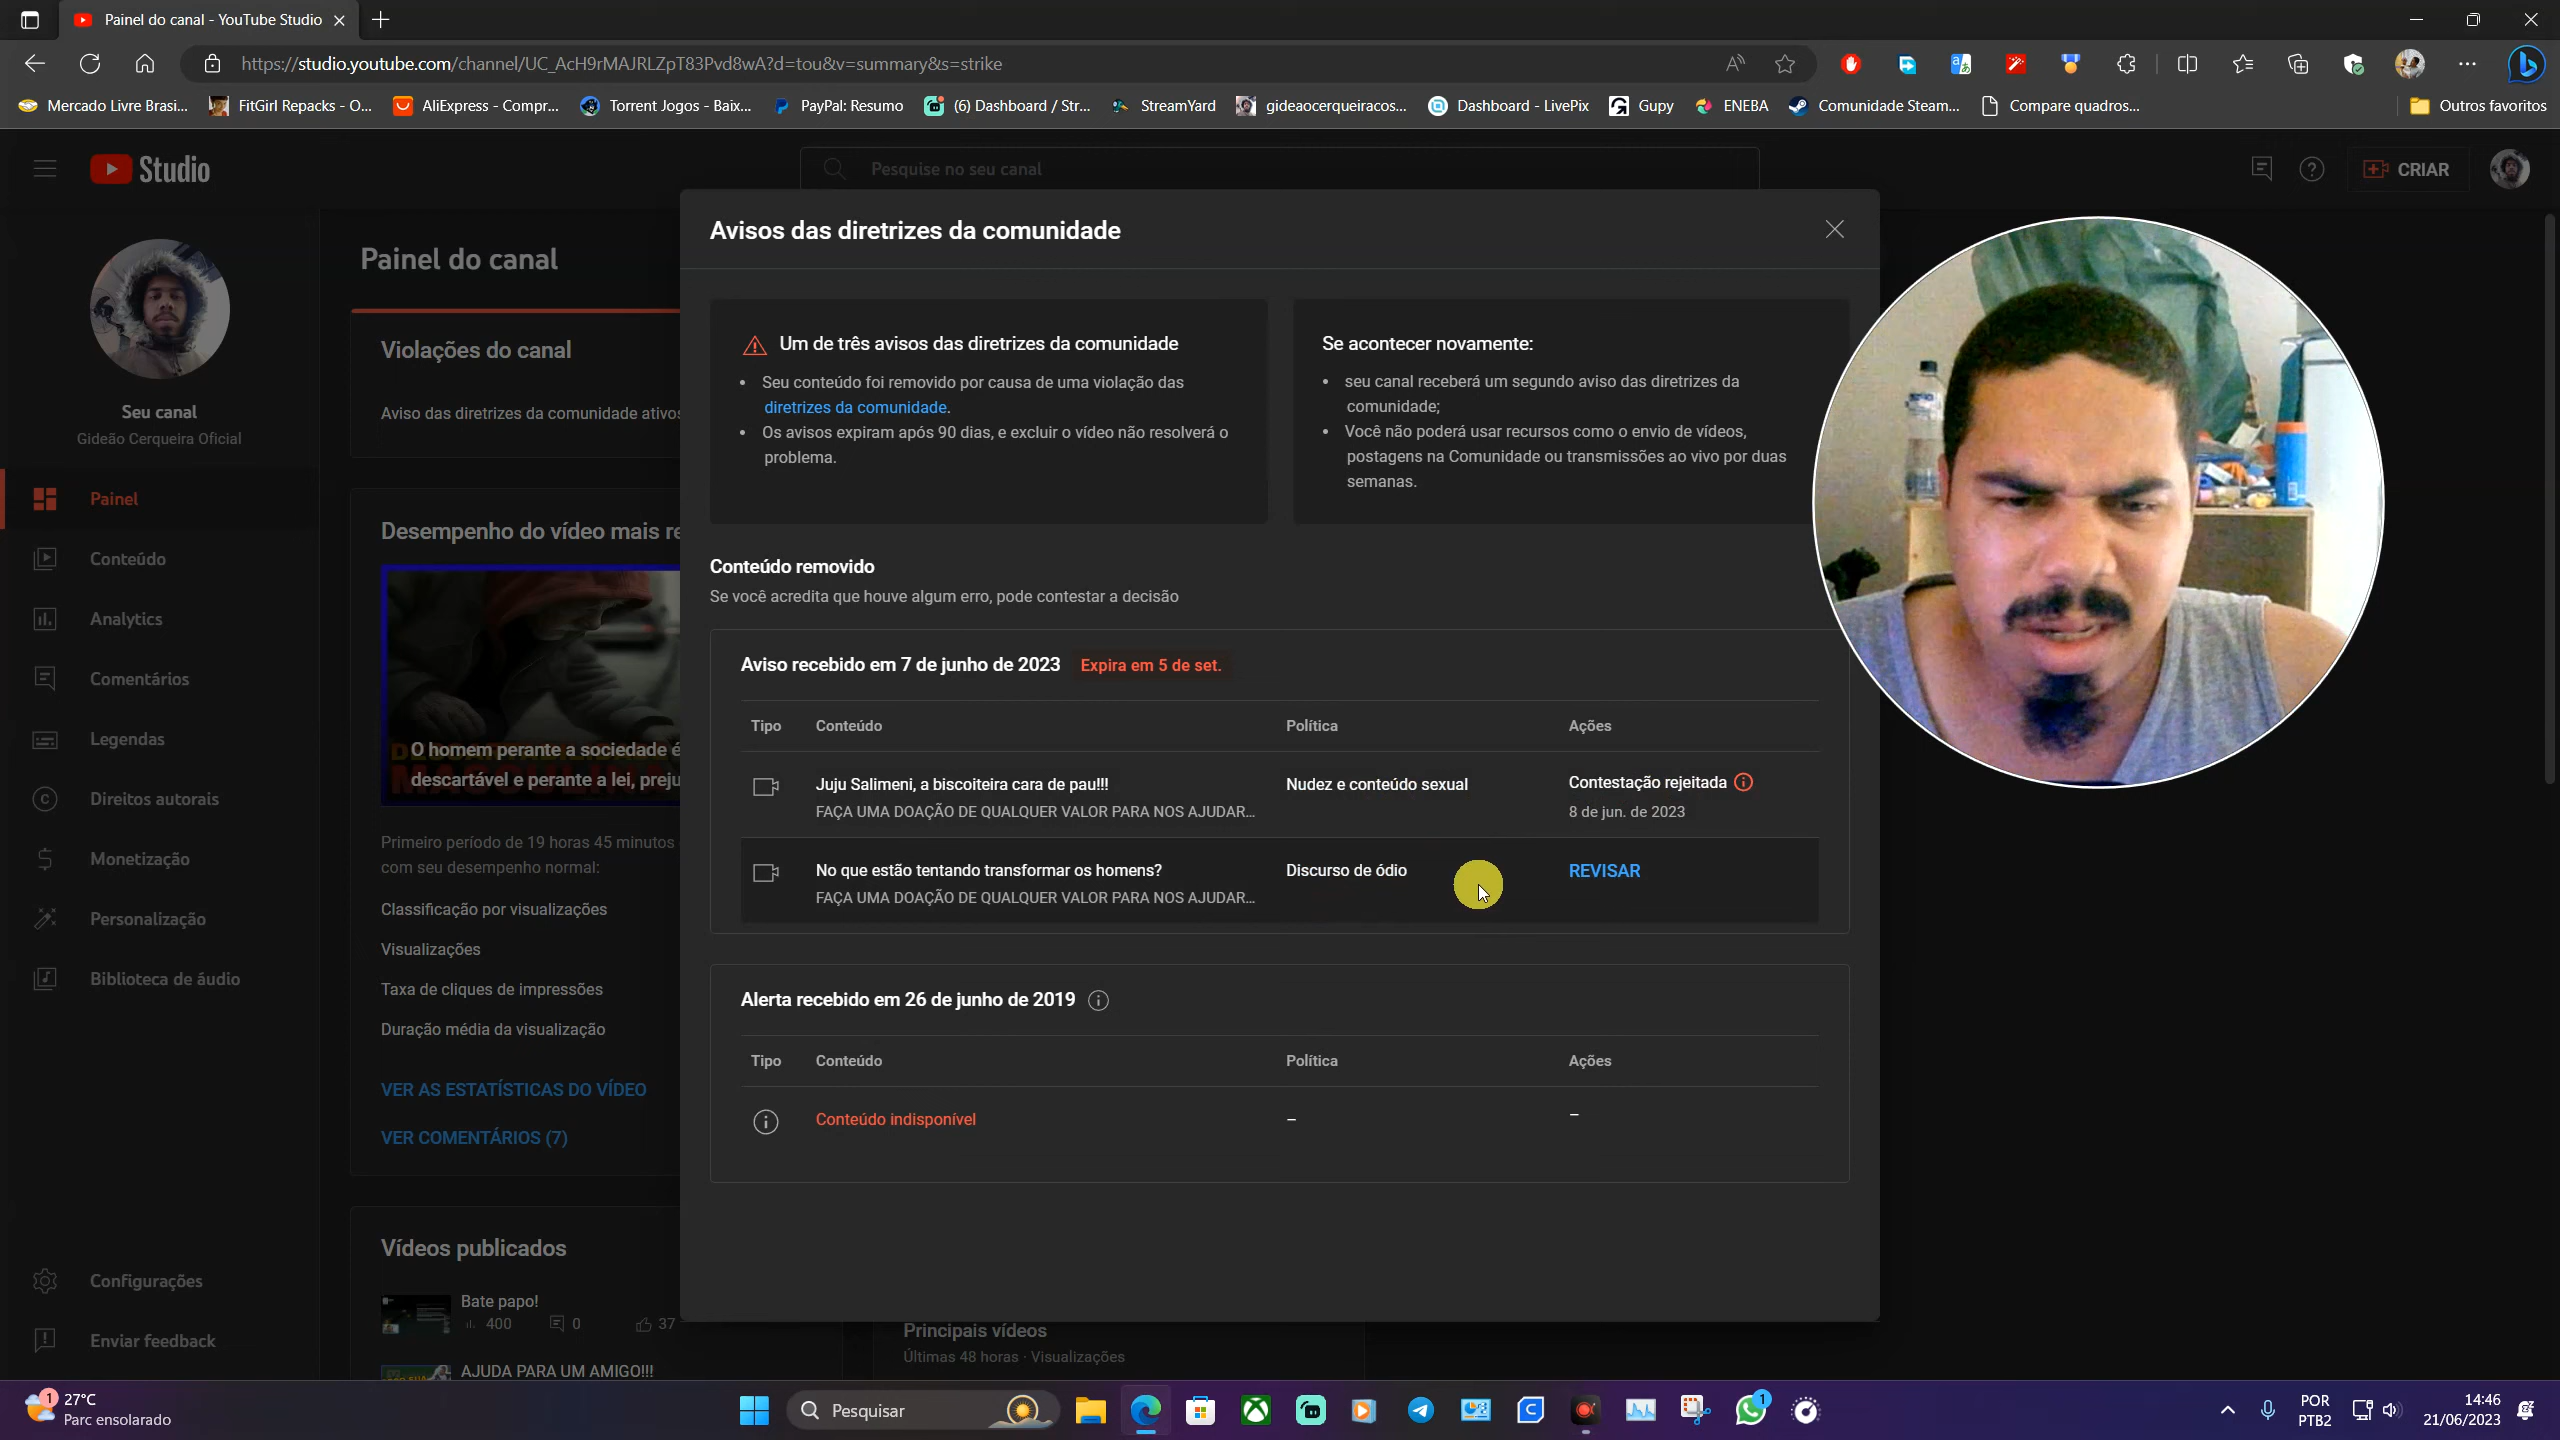 Painel do canal - YouTube Studio
https://studio.youtube.com/channel/UC_AcH9rMAJRLZpT83Pvd8wA?d=tou&v=summary&s=strike
Mercado Livre Brasi...
FitGirl Repacks - O...
AliExpress - Compr...
Torrent Jogos - Baix...
PayPal: Resumo
(6) Dashboard / Str...
StreamYard
gideaocerqueiracos...
Dashboard - LivePix
Gupy
ENEBA
Comunidade Steam...
Compare quadros...
Outros favoritos
Studio
Pesquise no seu canal
CRIAR
Seu canal
Gideão Cerqueira Oficial
Painel
Conteúdo
Analytics
Comentários
Legendas
Direitos autorais
Monetização
Personalização
Biblioteca de áudio
Configurações
Enviar feedback
Painel do canal
Violações do canal
Aviso das diretrizes da comunidade ativos
Desempenho do vídeo mais re
O homem perante a sociedade é
descartável e perante a lei, preju
Primeiro período de 19 horas 45 minutos
com seu desempenho normal:
Classificação por visualizações
Visualizações
Taxa de cliques de impressões
Duração média da visualização
VER AS ESTATÍSTICAS DO VÍDEO
VER COMENTÁRIOS (7)
Vídeos publicados
Bate papo!
400 0 37
AJUDA PARA UM AMIGO!!!
Avisos das diretrizes da comunidade
Um de três avisos das diretrizes da comunidade
• Seu conteúdo foi removido por causa de uma violação das
diretrizes da comunidade.
• Os avisos expiram após 90 dias, e excluir o vídeo não resolverá o
problema.
Se acontecer novamente:
• seu canal receberá um segundo aviso das diretrizes da
comunidade;
• Você não poderá usar recursos como o envio de vídeos,
postagens na Comunidade ou transmissões ao vivo por duas
semanas.
Conteúdo removido
Se você acredita que houve algum erro, pode contestar a decisão
Aviso recebido em 7 de junho de 2023 Expira em 5 de set.
Tipo Conteúdo Política Ações
Juju Salimeni, a biscoiteira cara de pau!!! Nudez e conteúdo sexual Contestação rejeitada
FAÇA UMA DOAÇÃO DE QUALQUER VALOR PARA NOS AJUDAR... 8 de jun. de 2023
No que estão tentando transformar os homens? Discurso de ódio REVISAR
FAÇA UMA DOAÇÃO DE QUALQUER VALOR PARA NOS AJUDAR...
Alerta recebido em 26 de junho de 2019
Tipo Conteúdo Política Ações
Conteúdo indisponível – –
Principais vídeos
Últimas 48 horas · Visualizações
1
27°C
Parc ensolarado
Pesquisar
1
POR
PTB2
14:46
21/06/2023